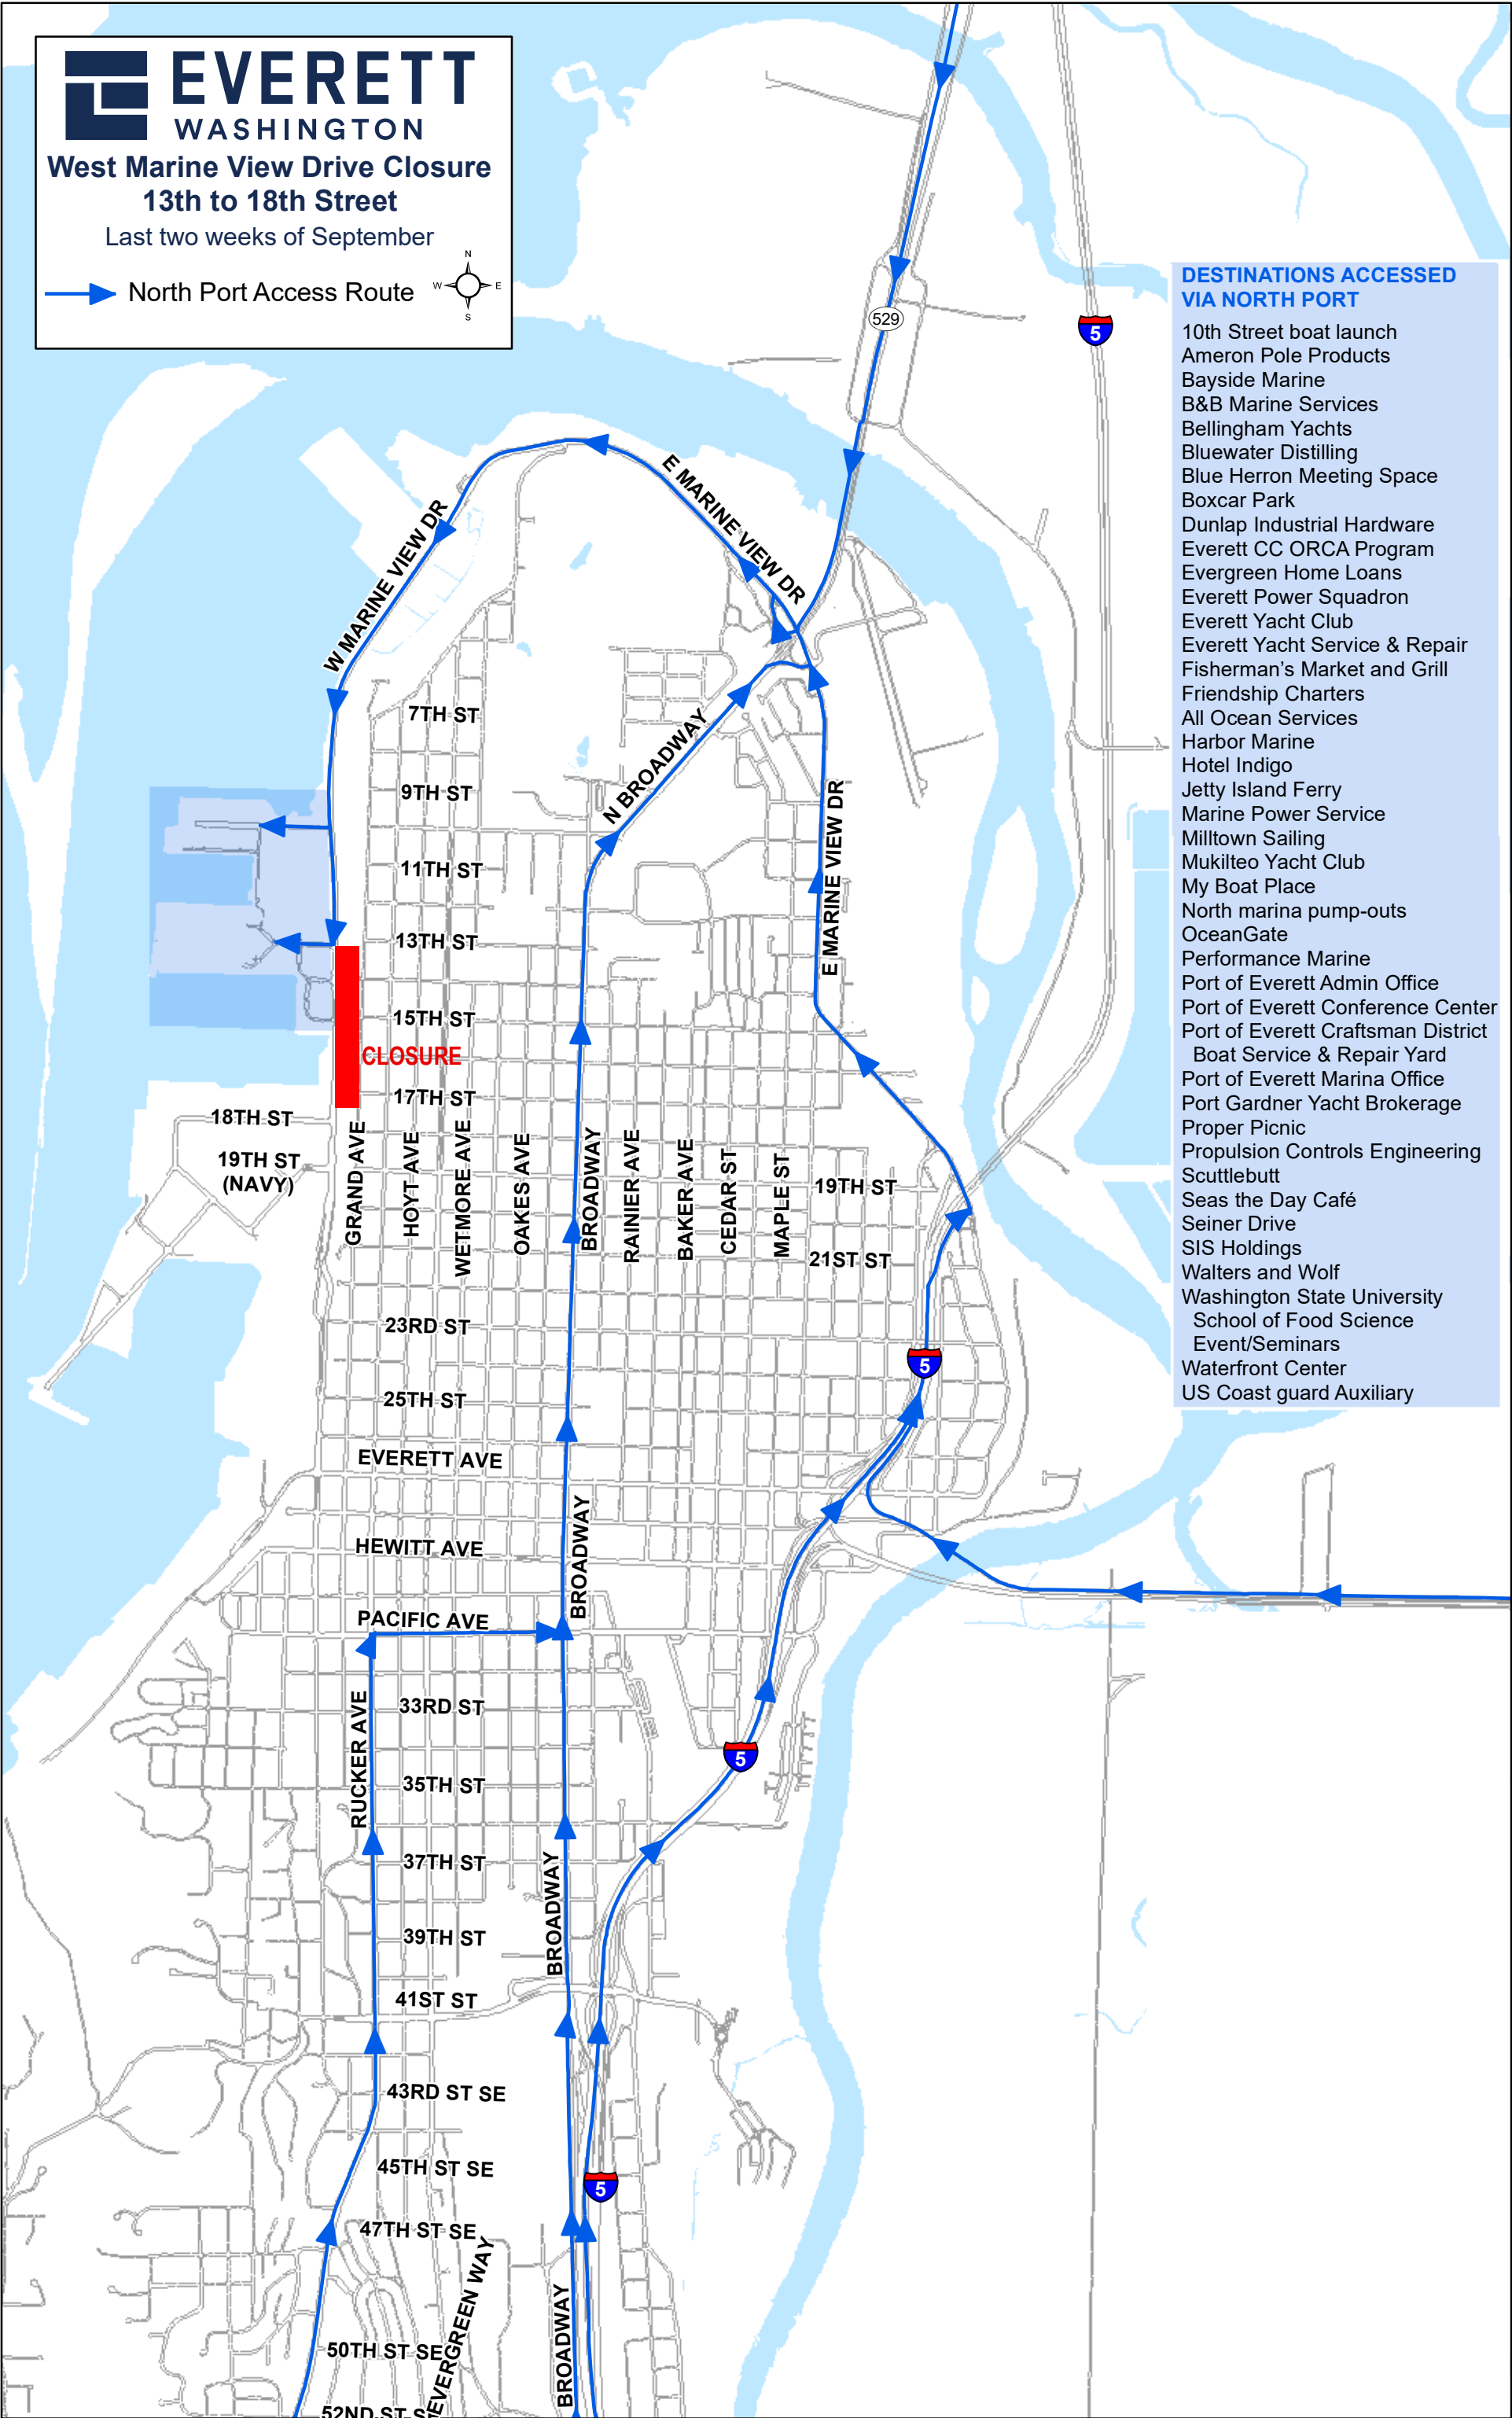 EVERETT
WASHINGTON
West Marine View Drive Closure
13th to 18th Street
Last two weeks of September
North Port Access Route
N
W
E
S
529
5
DESTINATIONS ACCESSED
VIA NORTH PORT
10th Street boat launch
Ameron Pole Products
Bayside Marine
B&B Marine Services
Bellingham Yachts
Bluewater Distilling
Blue Herron Meeting Space
Boxcar Park
Dunlap Industrial Hardware
Everett CC ORCA Program
Evergreen Home Loans
Everett Power Squadron
Everett Yacht Club
Everett Yacht Service & Repair
Fisherman's Market and Grill
Friendship Charters
All Ocean Services
Harbor Marine
Hotel Indigo
Jetty Island Ferry
Marine Power Service
Milltown Sailing
Mukilteo Yacht Club
My Boat Place
North marina pump-outs
OceanGate
Performance Marine
Port of Everett Admin Office
Port of Everett Conference Center
Port of Everett Craftsman District
Boat Service & Repair Yard
Port of Everett Marina Office
Port Gardner Yacht Brokerage
Proper Picnic
Propulsion Controls Engineering
Scuttlebutt
Seas the Day Café
Seiner Drive
SIS Holdings
Walters and Wolf
Washington State University
School of Food Science
Event/Seminars
Waterfront Center
US Coast guard Auxiliary
E MARINE VIEW DR
W MARINE VIEW DR
7TH ST
N BROADWAY
9TH ST
11TH ST
E MARINE VIEW DR
13TH ST
15TH ST
CLOSURE
17TH ST
18TH ST
19TH ST
(NAVY)
GRAND AVE
HOYT AVE
WETMORE AVE
OAKES AVE
BROADWAY
RAINIER AVE
BAKER AVE
CEDAR ST
MAPLE ST
19TH ST
21ST ST
23RD ST
5
25TH ST
EVERETT AVE
BROADWAY
HEWITT AVE
PACIFIC AVE
RUCKER AVE
33RD ST
5
35TH ST
37TH ST
BROADWAY
39TH ST
41ST ST
43RD ST SE
45TH ST SE
5
47TH ST SE
EVERGREEN WAY
BROADWAY
50TH ST SE
52ND ST SE